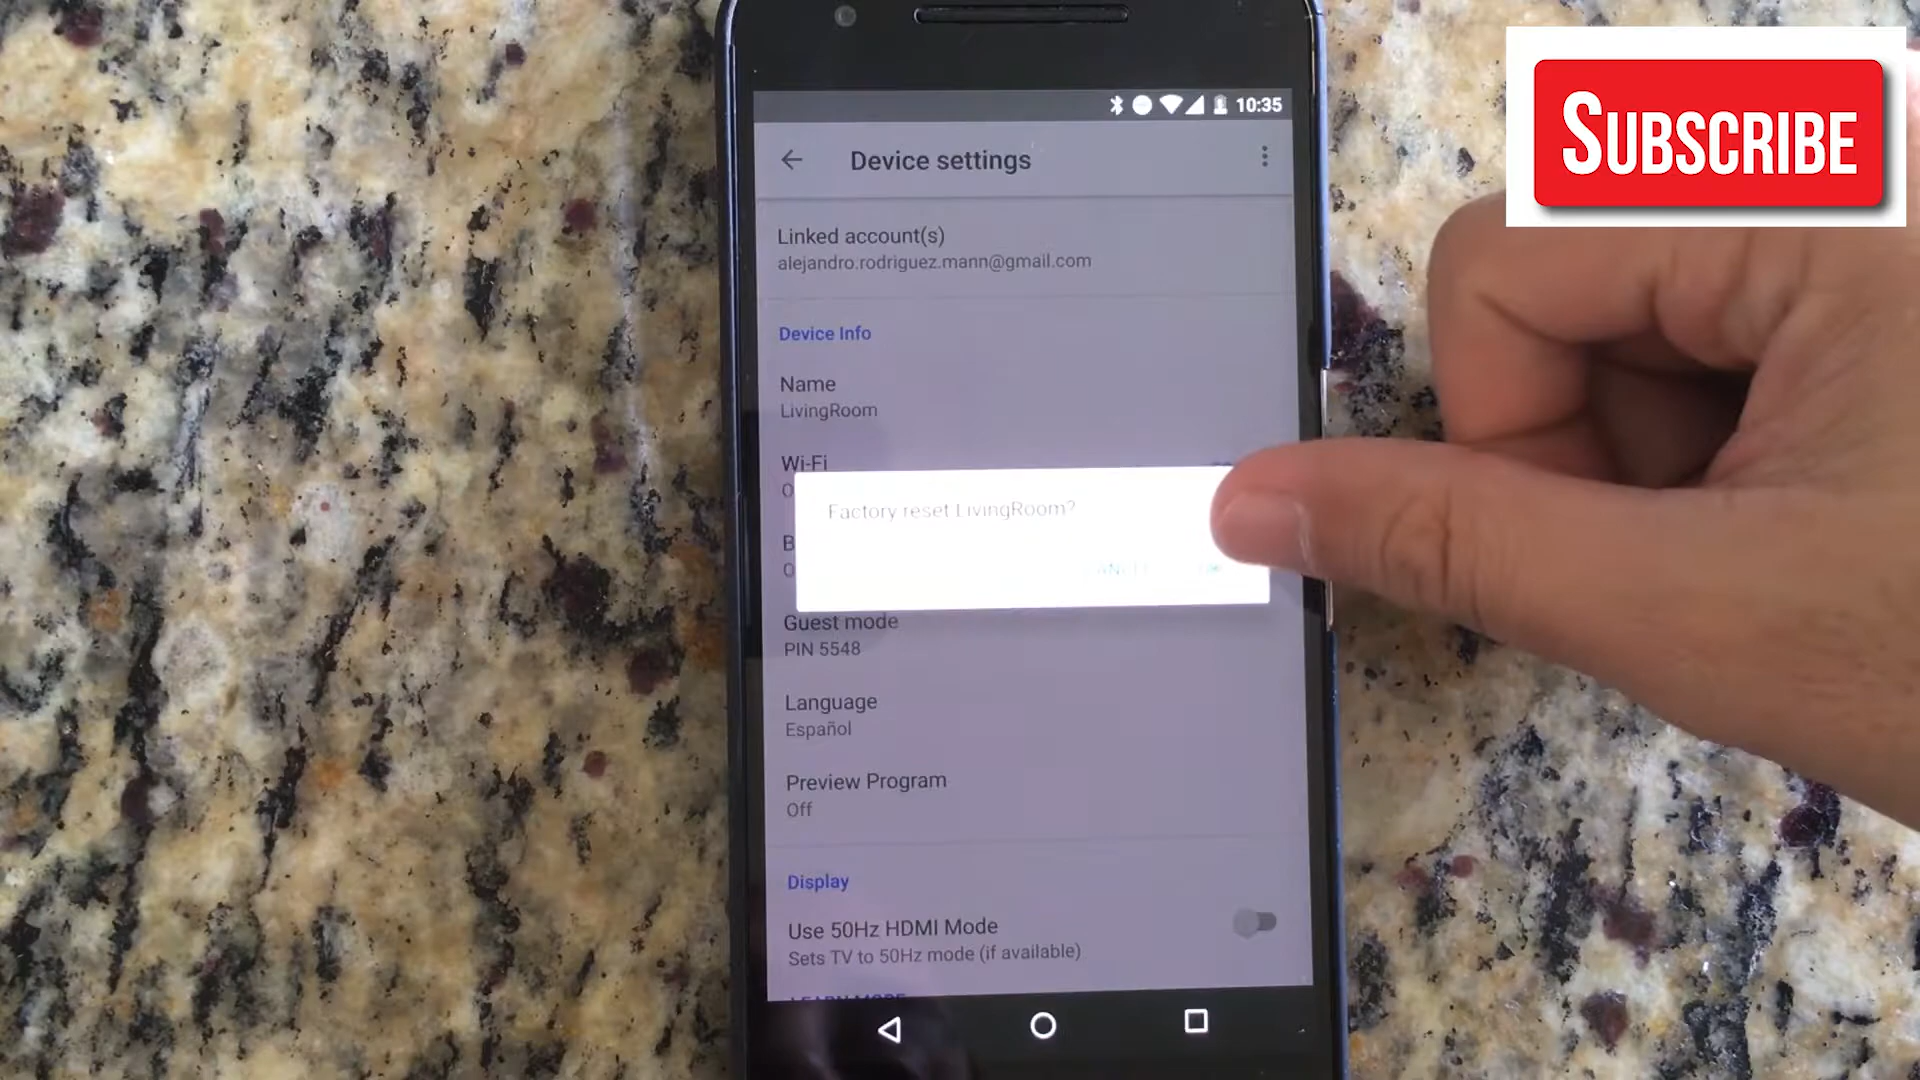 SUBSCRIBE
10:35
Device settings
Linked account(s)
alejandro.rodriguez.mann@gmail.com
Device Info
Name
LivingRoom
Wi-Fi
Factory reset LivingRoom?
Guest mode
PIN 5548
Language
Español
Preview Program
Off
Display
Use 50Hz HDMI Mode
Sets TV to 50Hz mode (if available)